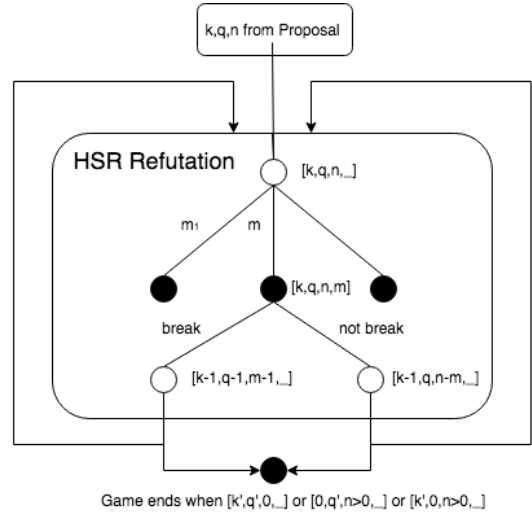 k,q,n from Proposal
HSR Refutation
[k,q,n,_]
m₁ m
[k,q,n,m]
break not break
[k-1,q-1,m-1,_] [k-1,q,n-m,_]
Game ends when [k',q',0,_] or [0,q',n>0,_] or [k',0,n>0,_]